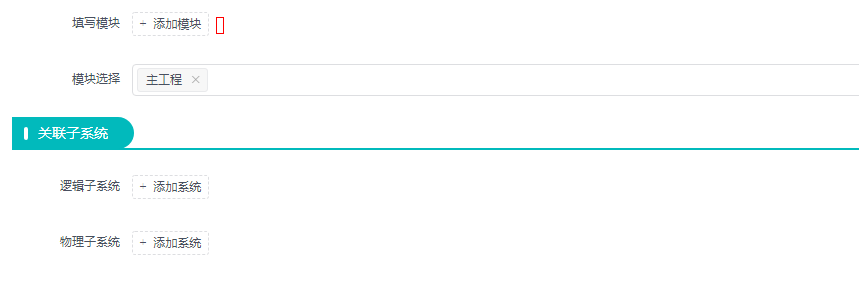 填写模块 + 添加模块
模块选择 主工程 ×
关联子系统
逻辑子系统 + 添加系统
物理子系统 + 添加系统